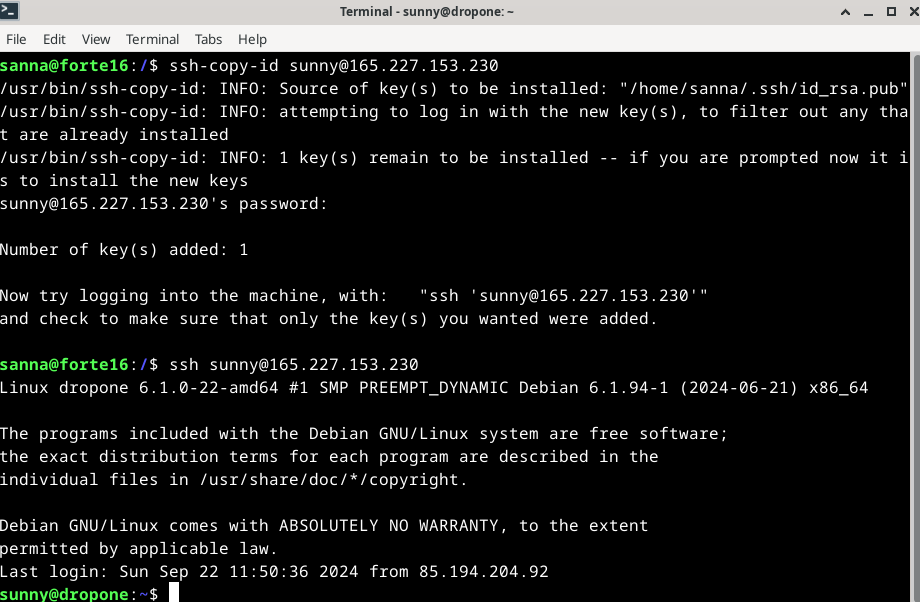 Terminal - sunny@dropone: ~
File Edit View Terminal Tabs Help
sanna@forte16:/$ ssh-copy-id sunny@165.227.153.230
/usr/bin/ssh-copy-id: INFO: Source of key(s) to be installed: "/home/sanna/.ssh/id_rsa.pub"
/usr/bin/ssh-copy-id: INFO: attempting to log in with the new key(s), to filter out any tha
t are already installed
/usr/bin/ssh-copy-id: INFO: 1 key(s) remain to be installed -- if you are prompted now it i
s to install the new keys
sunny@165.227.153.230's password:
Number of key(s) added: 1
Now try logging into the machine, with:   "ssh 'sunny@165.227.153.230'"
and check to make sure that only the key(s) you wanted were added.
sanna@forte16:/$ ssh sunny@165.227.153.230
Linux dropone 6.1.0-22-amd64 #1 SMP PREEMPT_DYNAMIC Debian 6.1.94-1 (2024-06-21) x86_64
The programs included with the Debian GNU/Linux system are free software;
the exact distribution terms for each program are described in the
individual files in /usr/share/doc/*/copyright.
Debian GNU/Linux comes with ABSOLUTELY NO WARRANTY, to the extent
permitted by applicable law.
Last login: Sun Sep 22 11:50:36 2024 from 85.194.204.92
sunny@dropone:~$